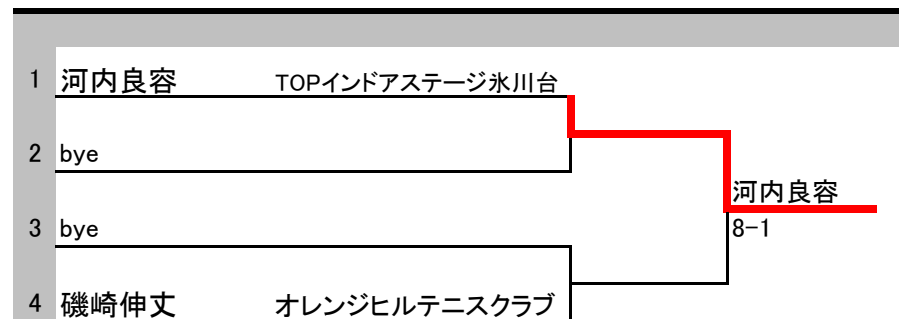 1 河内良容 TOPインドアステージ氷川台
2 bye
河内良容
3 bye
8-1
4 磯崎伸丈 オレンジヒルテニスクラブ